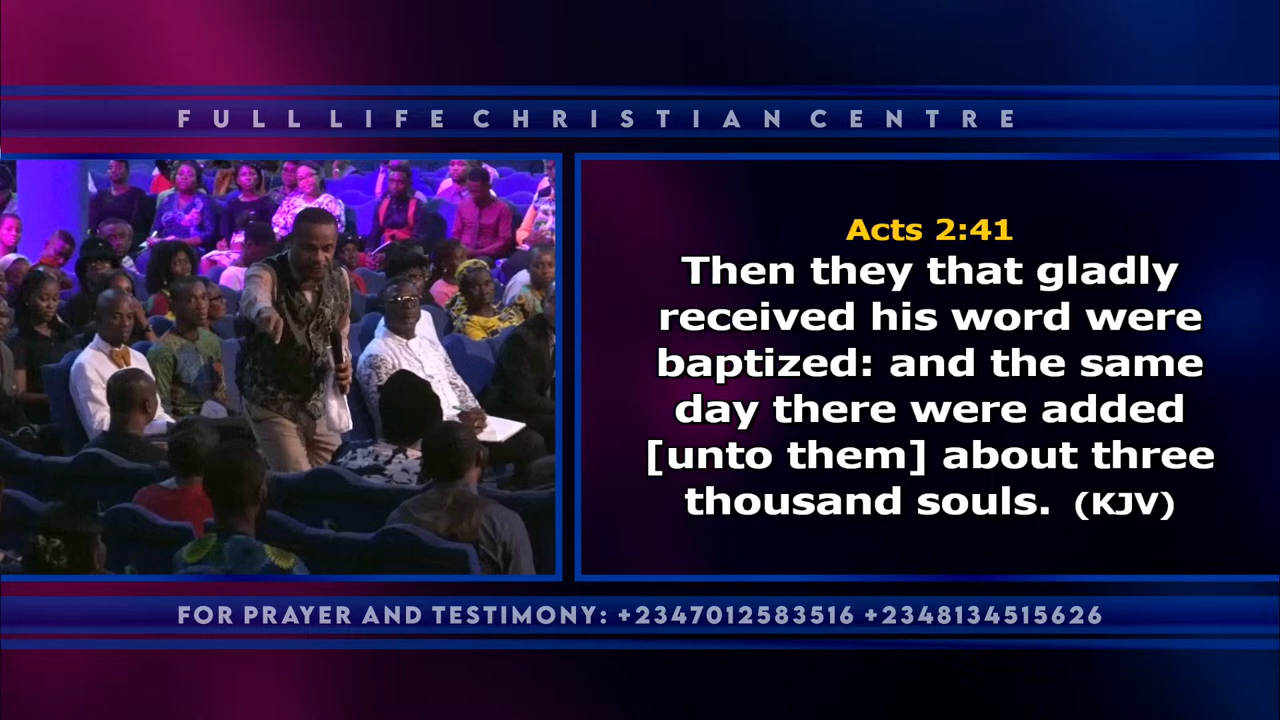 FULL LIFE CHRISTIAN CENTRE
Acts 2:41
Then they that gladly
received his word were
baptized: and the same
day there were added
[unto them] about three
thousand souls. (KJV)
FOR PRAYER AND TESTIMONY: +2347012583516 +2348134515626